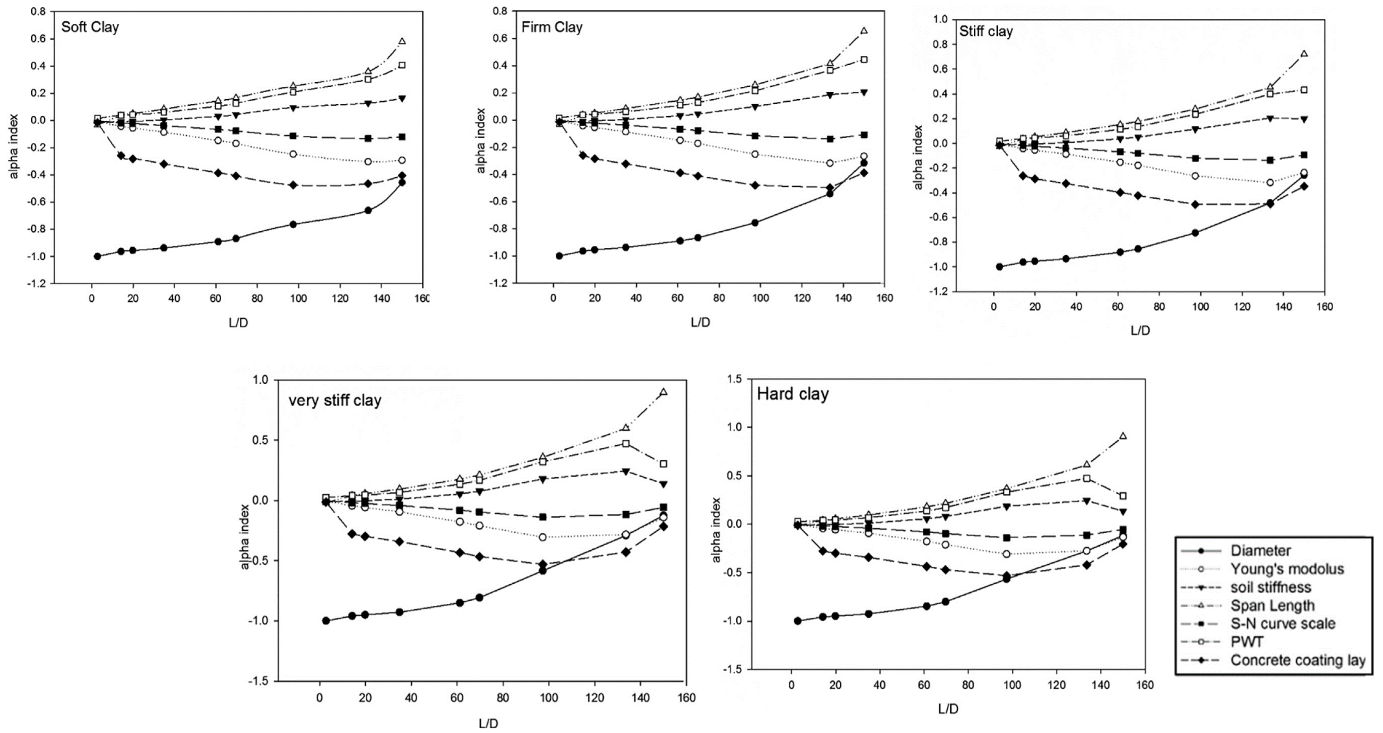 Soft Clay
0.8
0.6
0.4
0.2
0.0
-0.2
-0.4
-0.6
-0.8
-1.0
-1.2
alpha index
0 20 40 60 80 100 120 140 16
L/D
Firm Clay
0.8
0.6
0.4
0.2
0.0
-0.2
-0.4
-0.6
-0.8
-1.0
-1.2
alpha index
0 20 40 60 80 100 120 140 160
L/D
Stiff clay
1.0
0.8
0.6
0.4
0.2
0.0
-0.2
-0.4
-0.6
-0.8
-1.0
-1.2
alpha index
0 20 40 60 80 100 120 140 160
L/D
very stiff clay
1.0
0.5
0.0
-0.5
-1.0
-1.5
alpha index
0 20 40 60 80 100 120 140 160
L/D
Hard clay
1.5
1.0
0.5
0.0
-0.5
-1.0
-1.5
alpha index
0 20 40 60 80 100 120 140 160
L/D
Diameter
Young's modolus
soil stiffness
Span Length
S-N curve scale
PWT
Concrete coating lay